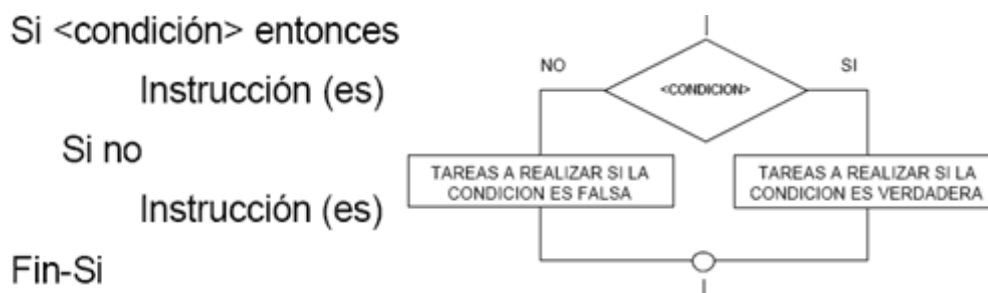 Si <condición> entonces
Instrucción (es)
Si no
Instrucción (es)
Fin-Si
NO
<CONDICION>
SI
TAREAS A REALIZAR SI LA
CONDICION ES FALSA
TAREAS A REALIZAR SI LA
CONDICION ES VERDADERA